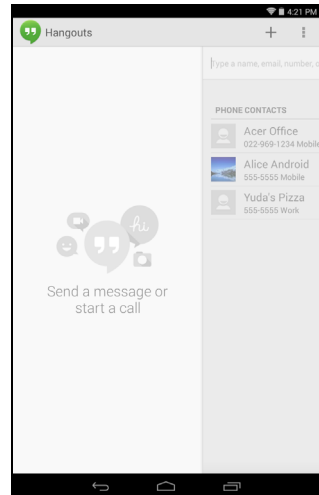 4:21 PM
Hangouts
Type a name, email, number,
PHONE CONTACTS
Acer Office
022-969-1234 Mobile
Alice Android
555-5555 Mobile
Yuda's Pizza
555-5555 Work
hi
Send a message or
start a call